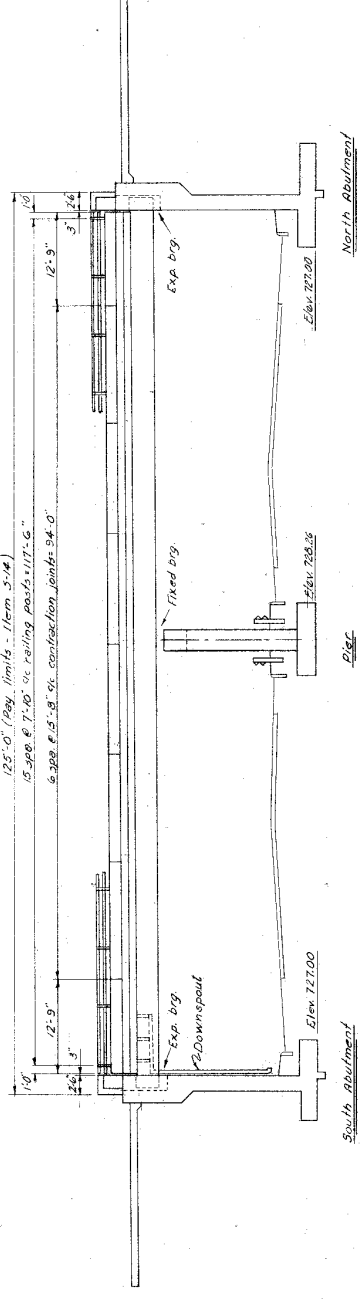 125'-0" (Pay limits - Item S-14)
15 spa. @ 7'-10" c/c railing posts = 117'-6"
6 spa. @ 15'-8" c/c contraction joints = 94'-0"
1'-0"
1'-0"
2'-6"
3"
12'-9"
12'-9"
3"
2'-6"
Exp. brg.
Downspout
Fixed brg.
Exp. brg.
Elev. 727.00
Elev. 728.26
Elev. 727.00
South Abutment
Pier
North Abutment